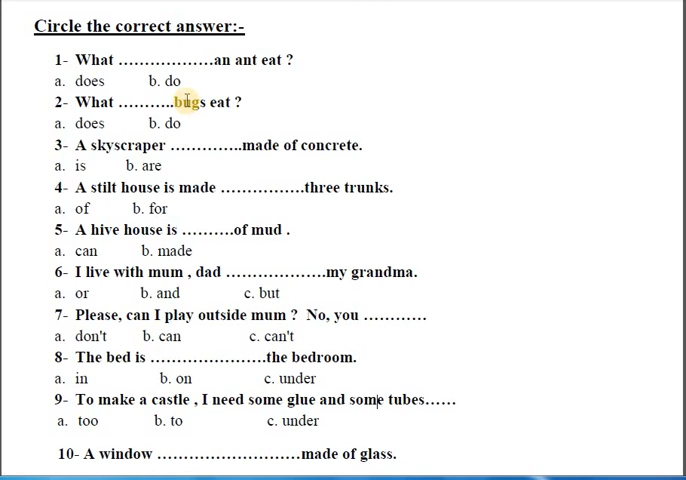 Circle the correct answer:-
1- What ...................an ant eat ?
a. does b. do
2- What ...........bugs eat ?
a. does b. do
3- A skyscraper ..............made of concrete.
a. is b. are
4- A stilt house is made ................three trunks.
a. of b. for
5- A hive house is ..........of mud .
a. can b. made
6- I live with mum , dad ....................my grandma.
a. or b. and c. but
7- Please, can I play outside mum ? No, you ............
a. don't b. can c. can't
8- The bed is .......................the bedroom.
a. in b. on c. under
9- To make a castle , I need some glue and some tubes......
a. too b. to c. under
10- A window .............................made of glass.